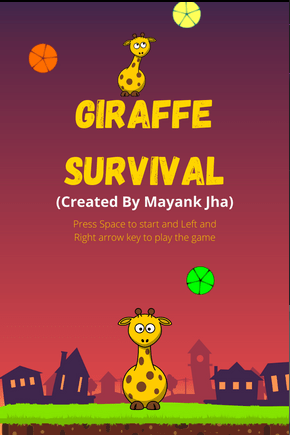 GIRAFFE
SURVIVAL
(Created By Mayank Jha)
Press Space to start and Left and
Right arrow key to play the game